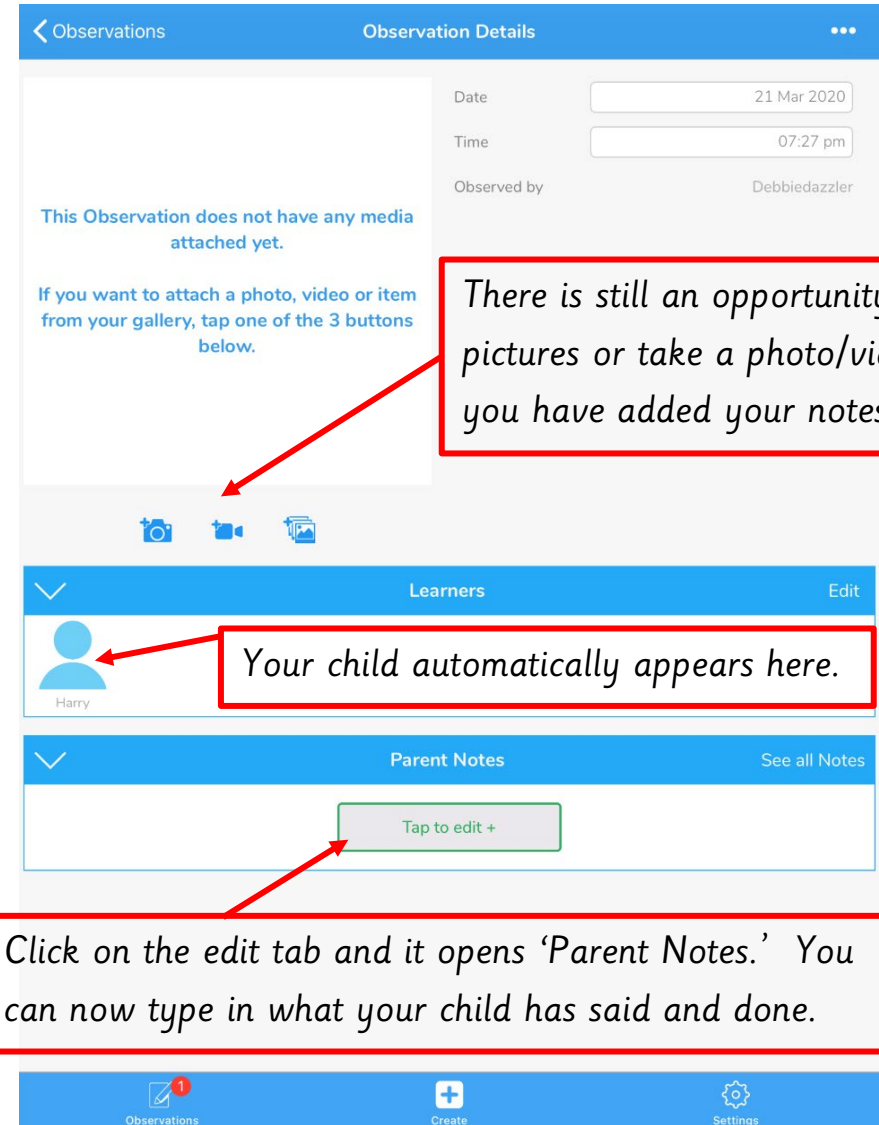 Observations
Observation Details
Date
21 Mar 2020
Time
07:27 pm
Observed by
Debbiedazzler
This Observation does not have any media
attached yet.
If you want to attach a photo, video or item
from your gallery, tap one of the 3 buttons
below.
There is still an opportunity
pictures or take a photo/vi
you have added your notes
Learners
Edit
Harry
Your child automatically appears here.
Parent Notes
See all Notes
Tap to edit +
Click on the edit tab and it opens ‘Parent Notes.’ You
can now type in what your child has said and done.
1
Observations
Create
Settings